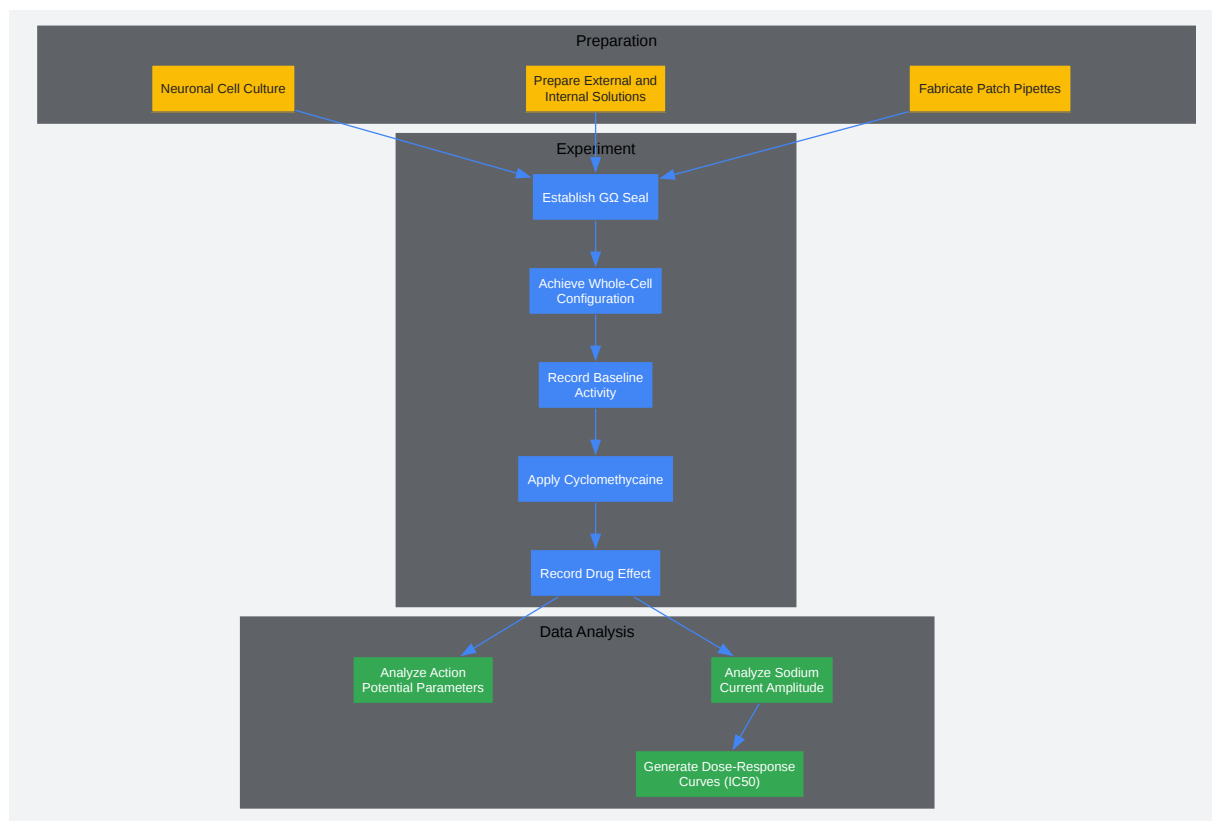 Preparation
Neuronal Cell Culture
Prepare External and
Internal Solutions
Fabricate Patch Pipettes
Experiment
Establish GΩ Seal
Achieve Whole-Cell
Configuration
Record Baseline
Activity
Apply Cyclomethycaine
Record Drug Effect
Data Analysis
Analyze Action
Potential Parameters
Analyze Sodium
Current Amplitude
Generate Dose-Response
Curves (IC50)